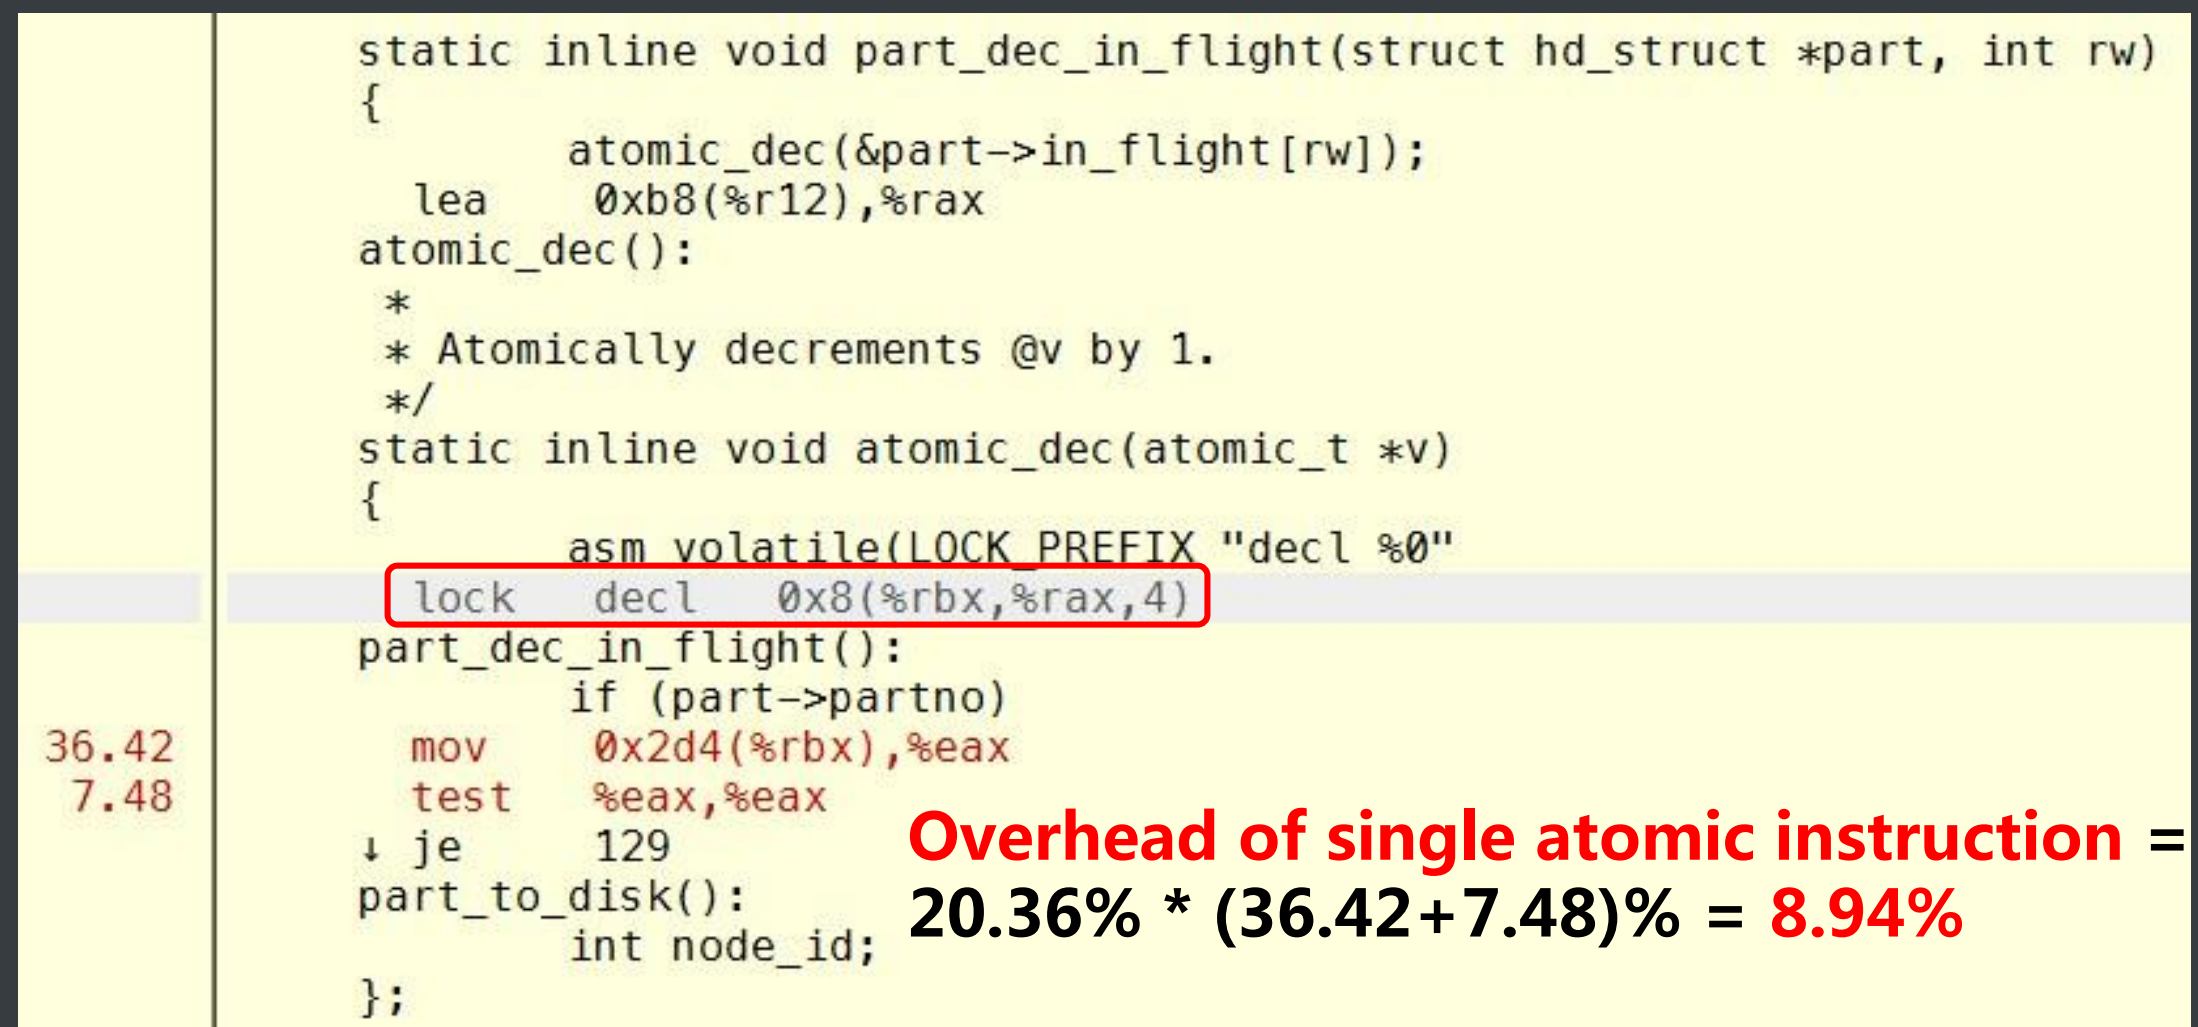 static inline void part_dec_in_flight(struct hd_struct *part, int rw)
{
atomic_dec(&part->in_flight[rw]);
lea 0xb8(%r12),%rax
atomic_dec():
*
* Atomically decrements @v by 1.
*/
static inline void atomic_dec(atomic_t *v)
{
asm volatile(LOCK_PREFIX "decl %0"
lock decl 0x8(%rbx,%rax,4)
part_dec_in_flight():
if (part->partno)
36.42 mov 0x2d4(%rbx),%eax
7.48 test %eax,%eax
↓ je 129
part_to_disk():
int node_id;
};
Overhead of single atomic instruction =
20.36% * (36.42+7.48)% = 8.94%